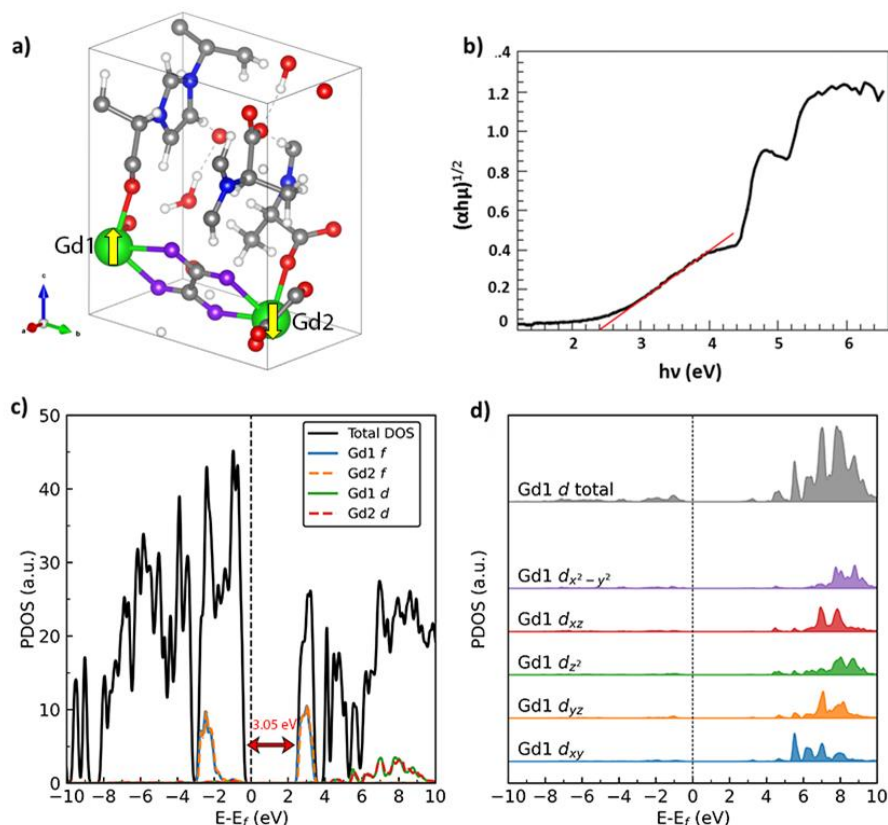 a)
Gd1
Gd2
c
a
b
b)
(αhμ)1/2
.4
1.2
1.0
0.8
0.6
0.4
0.2
0
2
3
4
5
6
hν (eV)
c)
PDOS (a.u.)
50
40
30
20
10
0
Total DOS
Gd1 f
Gd2 f
Gd1 d
Gd2 d
3.05 eV
−10 −8 −6 −4 −2 0 2 4 6 8 10
E-Ef (eV)
d)
PDOS (a.u.)
Gd1 d total
Gd1 dx2 − y2
Gd1 dxz
Gd1 dz2
Gd1 dyz
Gd1 dxy
−10 −8 −6 −4 −2 0 2 4 6 8 10
E-Ef (eV)